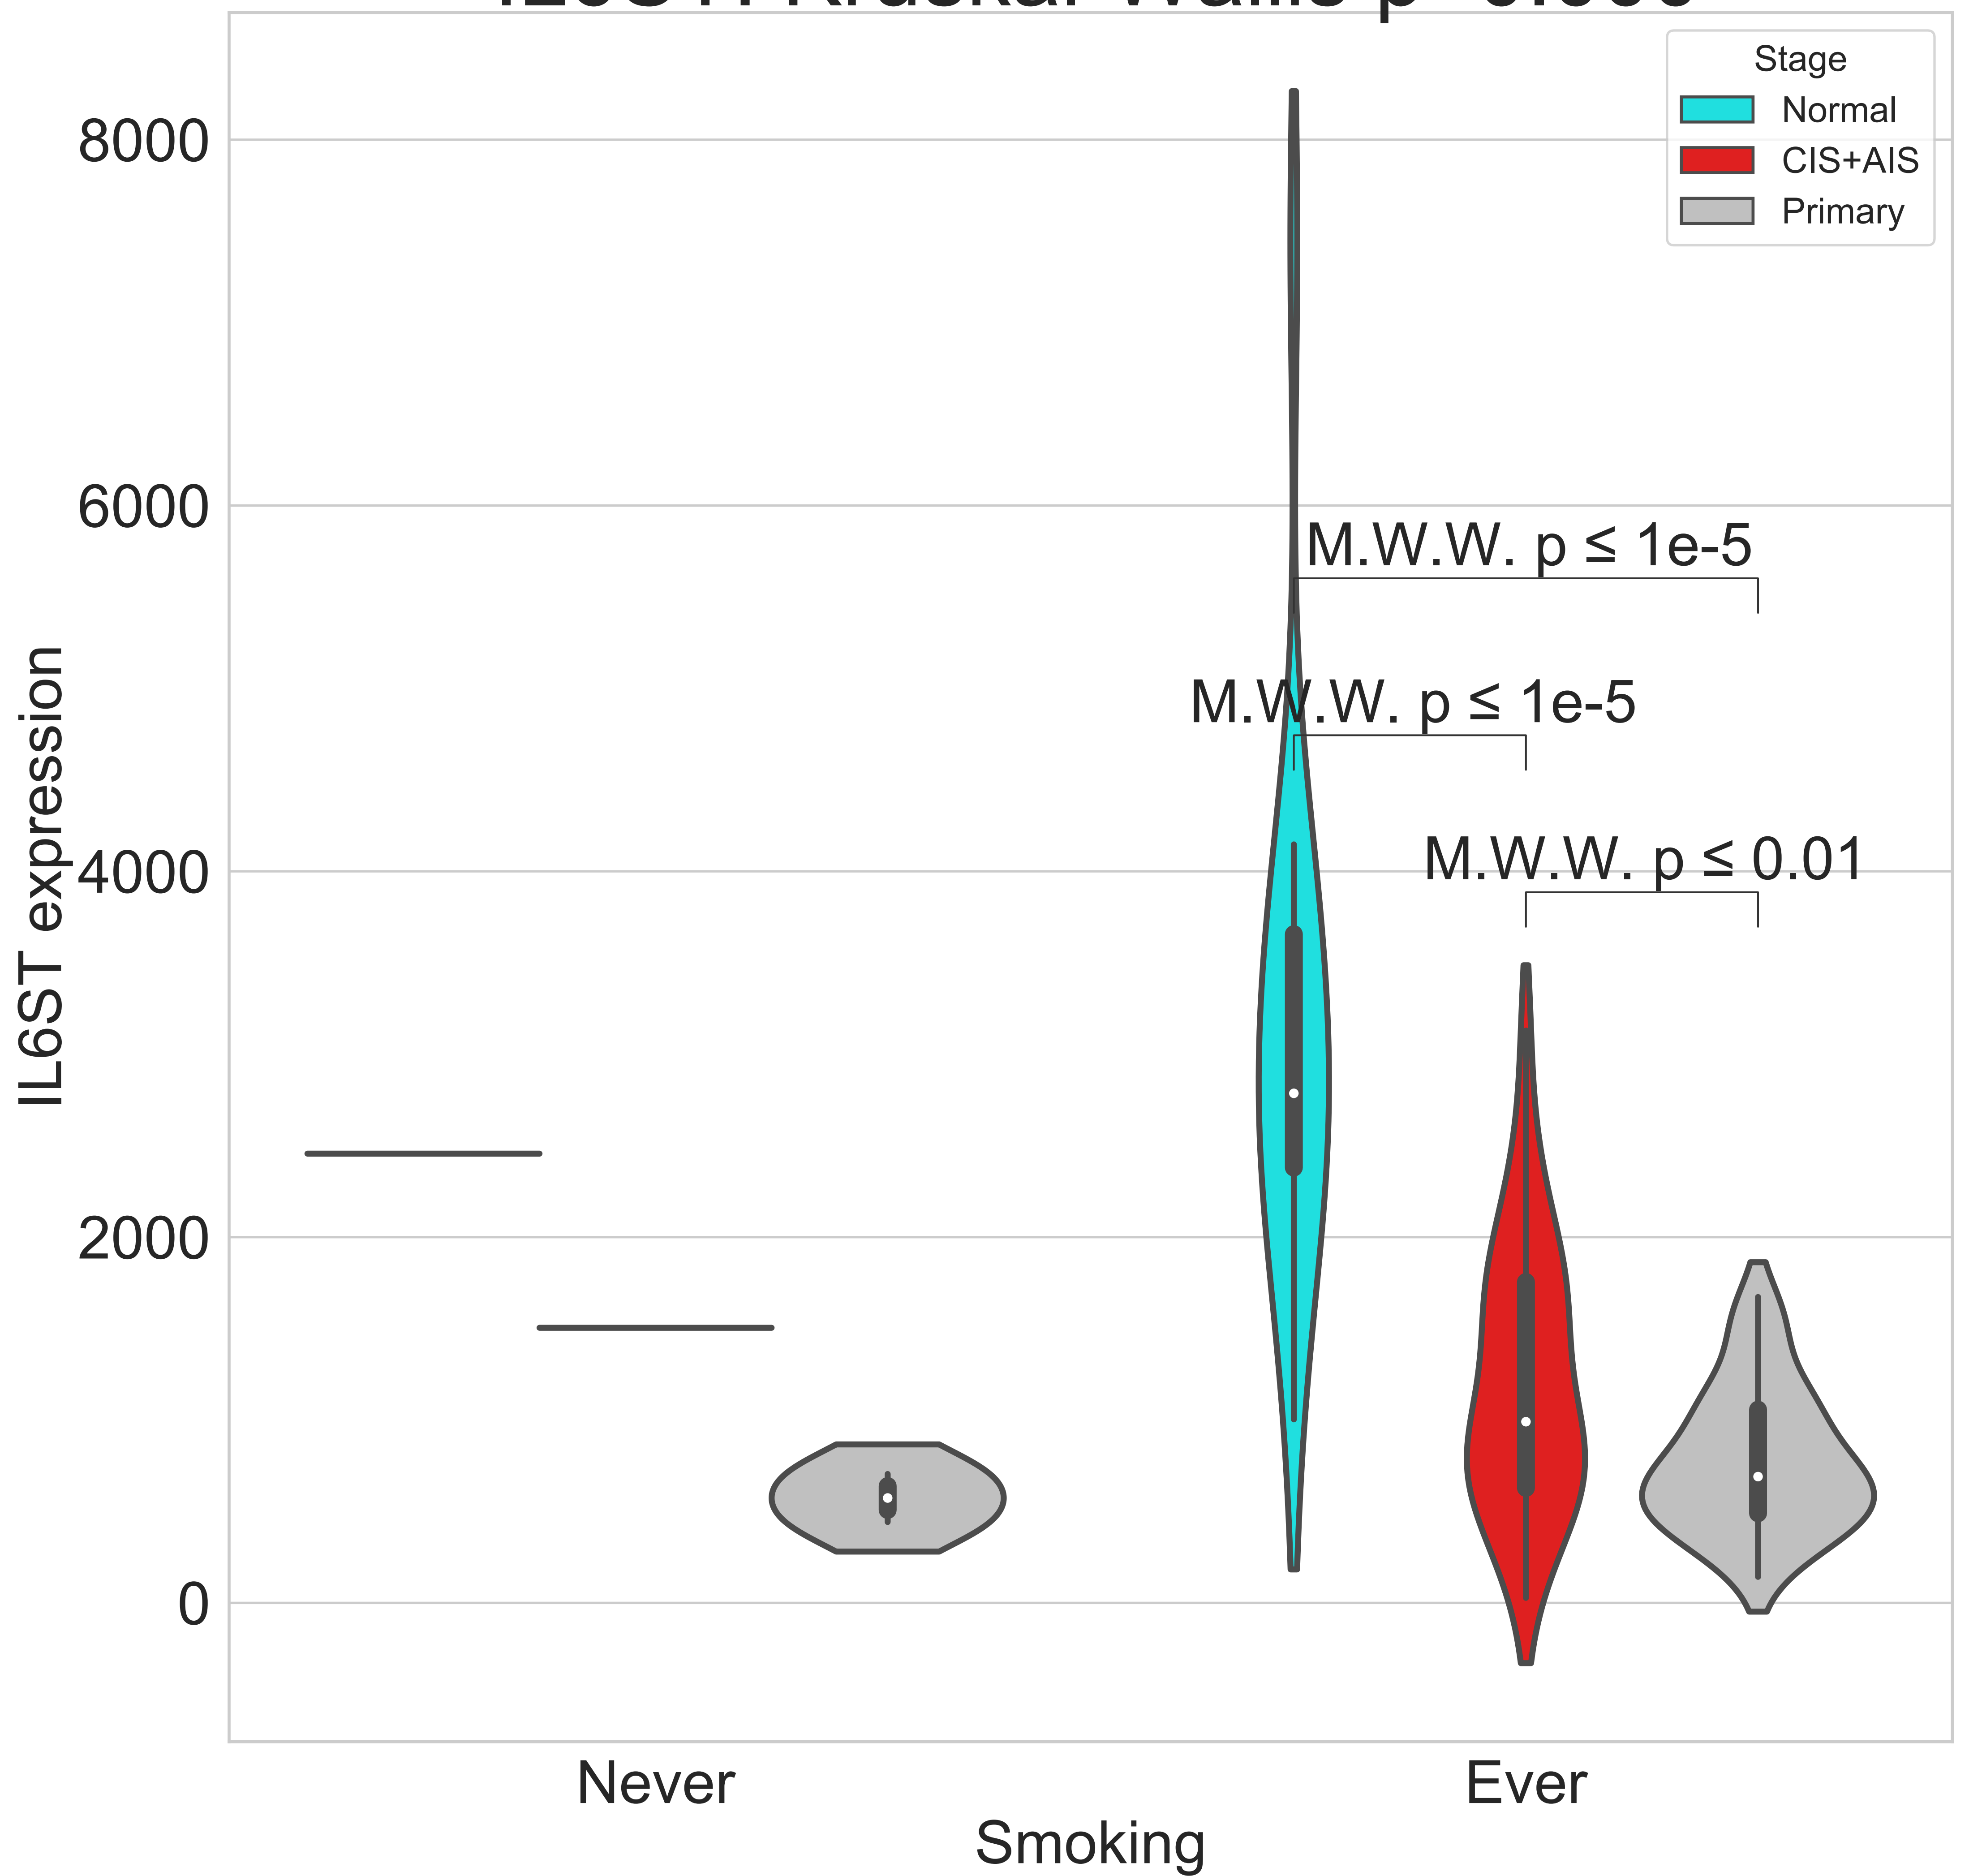 Stage
Normal
CIS+AIS
Primary
8000
6000
4000
2000
0
IL6ST expression
M.W.W. p ≤ 1e-5
M.W.W. p ≤ 1e-5
M.W.W. p ≤ 0.01
Never
Ever
Smoking